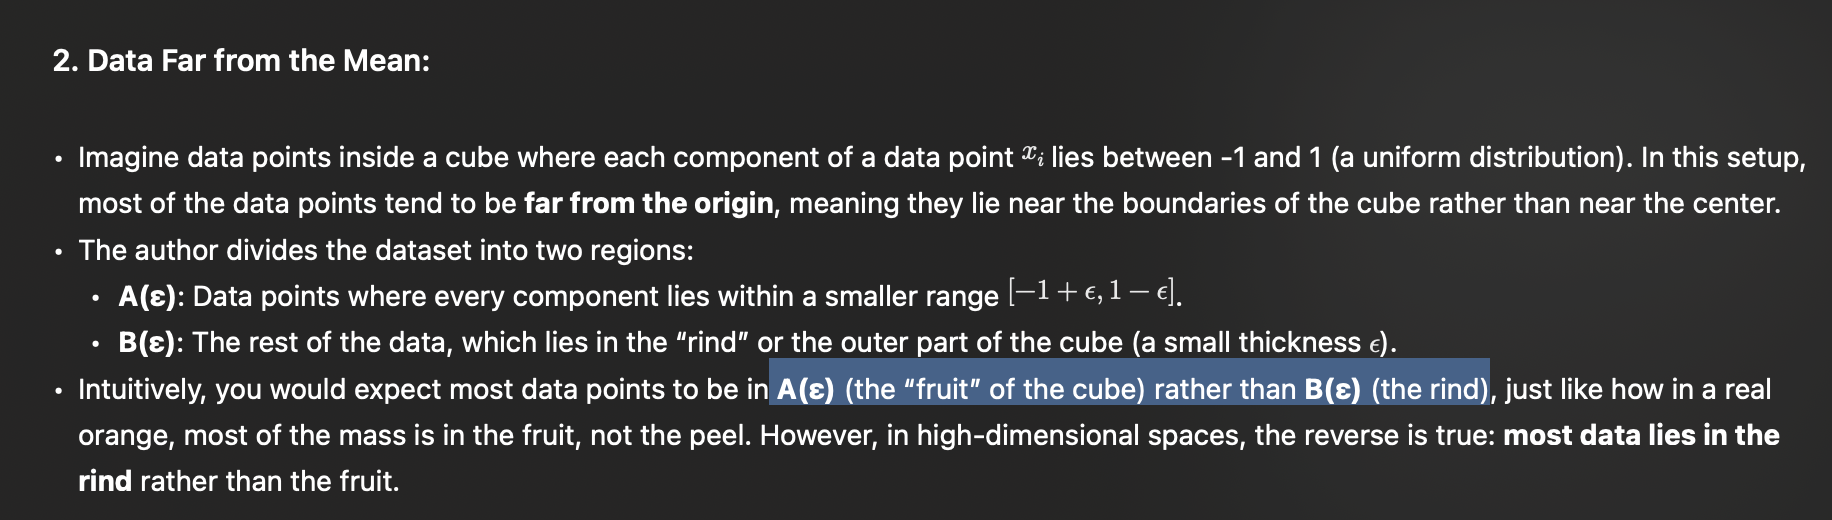 2. Data Far from the Mean:
• Imagine data points inside a cube where each component of a data point xᵢ lies between -1 and 1 (a uniform distribution). In this setup,
most of the data points tend to be far from the origin, meaning they lie near the boundaries of the cube rather than near the center.
• The author divides the dataset into two regions:
• A(ε): Data points where every component lies within a smaller range [−1 + ϵ, 1 − ϵ].
• B(ε): The rest of the data, which lies in the “rind” or the outer part of the cube (a small thickness ϵ).
• Intuitively, you would expect most data points to be in A(ε) (the “fruit” of the cube) rather than B(ε) (the rind), just like how in a real
orange, most of the mass is in the fruit, not the peel. However, in high-dimensional spaces, the reverse is true: most data lies in the
rind rather than the fruit.